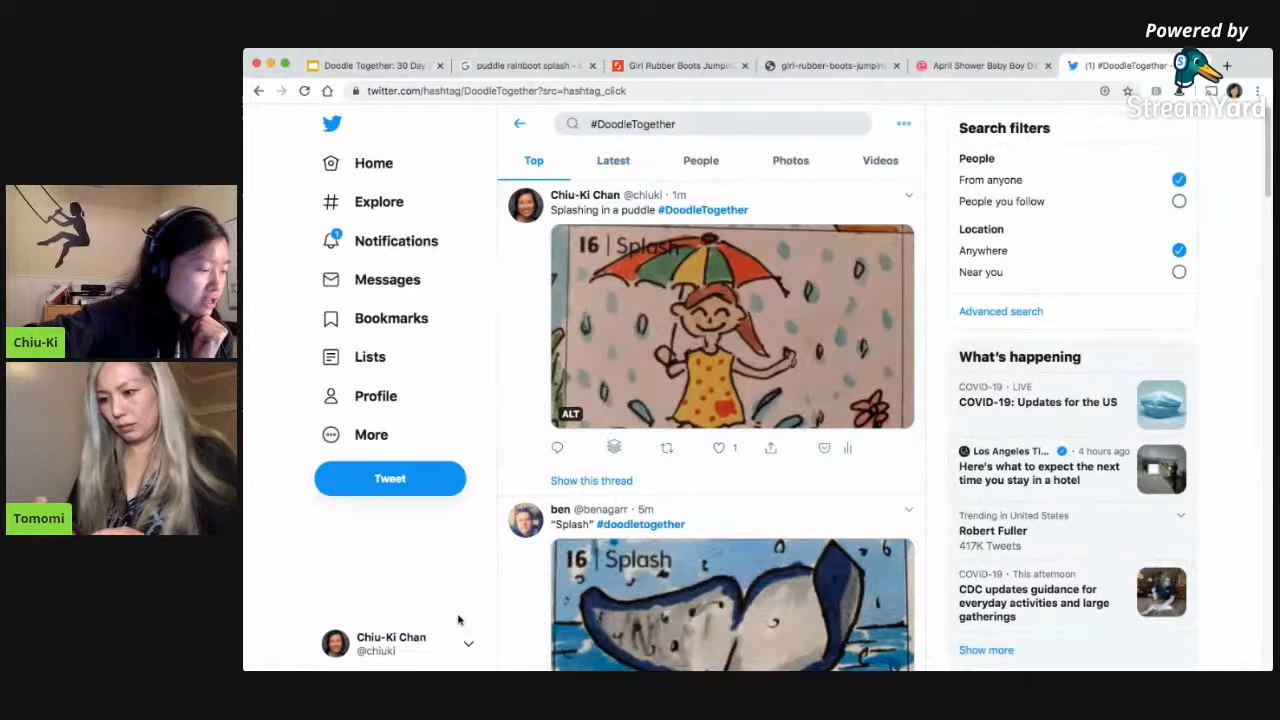 Powered by
StreamYard
Doodle Together: 30 Day
puddle rainboot splash -
Girl Rubber Boots Jumpin
girl-rubber-boots-jumpin
April Shower Baby Boy D
(1) #DoodleTogether -
twitter.com/hashtag/DoodleTogether?src=hashtag_click
Home
Explore
1
Notifications
Messages
Bookmarks
Lists
Profile
More
Tweet
Chiu-Ki Chan
@chiuki
#DoodleTogether
Top
Latest
People
Photos
Videos
Chiu-Ki Chan @chiuki · 1m
Splashing in a puddle #DoodleTogether
16 | Splash
ALT
1
Show this thread
ben @benagarr · 5m
“Splash” #doodletogether
16 | Splash
Search filters
People
From anyone
People you follow
Location
Anywhere
Near you
Advanced search
What’s happening
COVID-19 · LIVE
COVID-19: Updates for the US
Los Angeles Ti... · 4 hours ago
Here's what to expect the next
time you stay in a hotel
Trending in United States
Robert Fuller
417K Tweets
COVID-19 · This afternoon
CDC updates guidance for
everyday activities and large
gatherings
Show more
Chiu-Ki
Tomomi